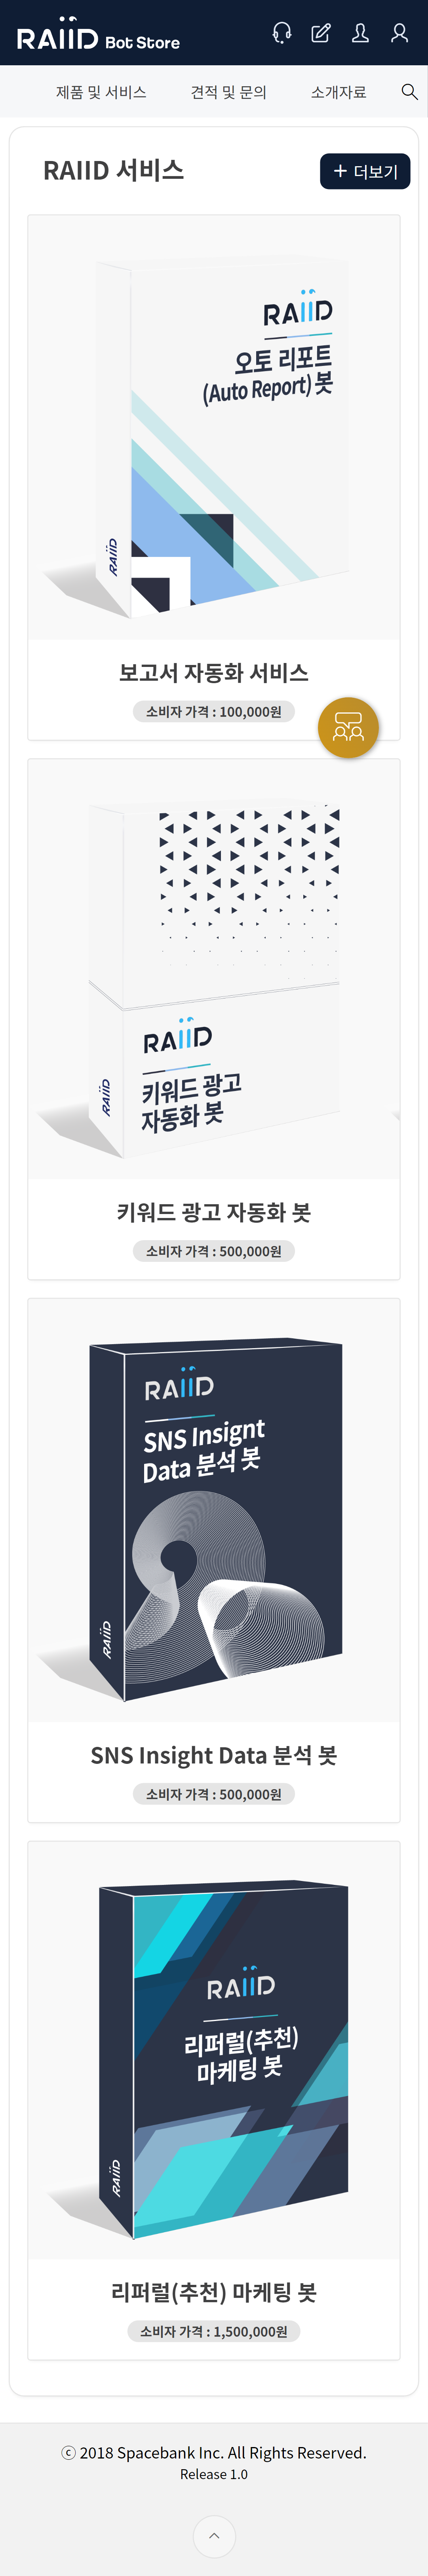 RAIID Bot Store
제품 및 서비스 견적 및 문의 소개자료
RAIID 서비스
+ 더보기
RAIID
오토 리포트
(Auto Report) 봇
RAIID
보고서 자동화 서비스
소비자 가격 : 100,000원
RAIID
키워드 광고
자동화 봇
RAIID
키워드 광고 자동화 봇
소비자 가격 : 500,000원
RAIID
SNS Insignt
Data 분석 봇
RAIID
SNS Insight Data 분석 봇
소비자 가격 : 500,000원
RAIID
리퍼럴(추천)
마케팅 봇
RAIID
리퍼럴(추천) 마케팅 봇
소비자 가격 : 1,500,000원
ⓒ 2018 Spacebank Inc. All Rights Reserved.
Release 1.0